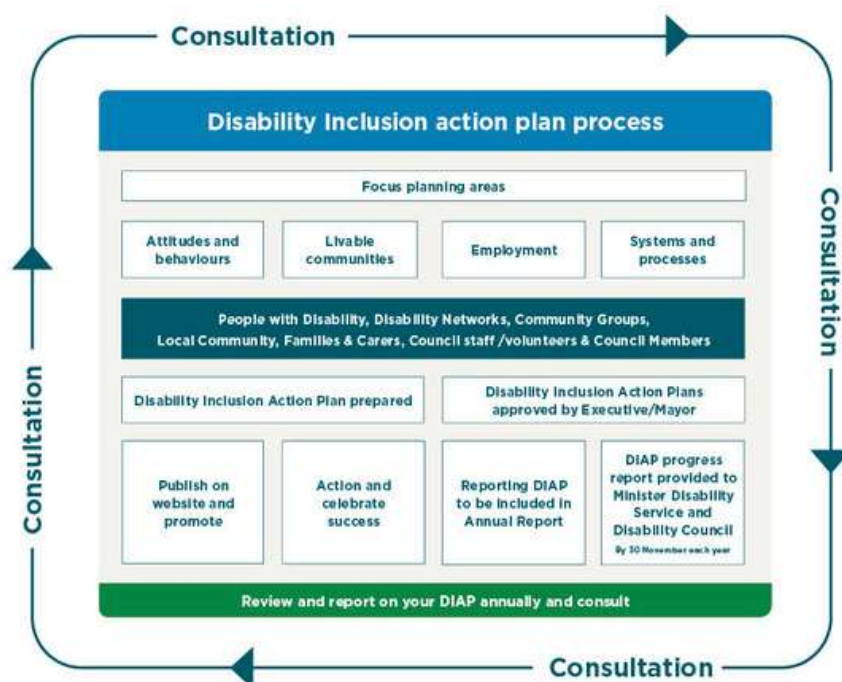 Consultation
Disability Inclusion action plan process
Focus planning areas
Attitudes and
behaviours
Livable
communities
Employment
Systems and
processes
People with Disability, Disability Networks, Community Groups,
Local Community, Families & Carers, Council staff/volunteers & Council Members
Disability Inclusion Action Plan prepared
Disability Inclusion Action Plans
approved by Executive/Mayor
Publish on
website and
promote
Action and
celebrate
success
Reporting DIAP
to be included in
Annual Report
DIAP progress
report provided to
Minister Disability
Service and
Disability Council
By 30 November each year
Review and report on your DIAP annually and consult
Consultation
Consultation
Consultation